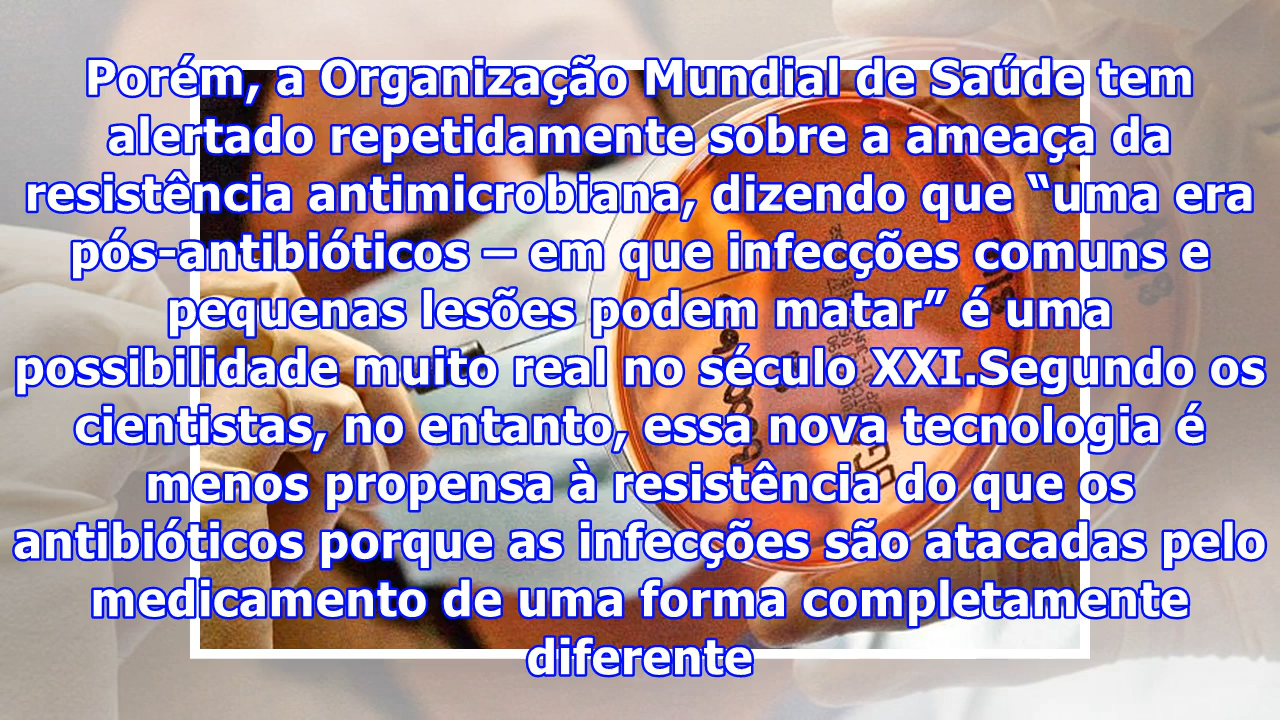 Porém, a Organização Mundial de Saúde tem
alertado repetidamente sobre a ameaça da
resistência antimicrobiana, dizendo que “uma era
pós-antibióticos – em que infecções comuns e
pequenas lesões podem matar” é uma
possibilidade muito real no século XXI.Segundo os
cientistas, no entanto, essa nova tecnologia é
menos propensa à resistência do que os
antibióticos porque as infecções são atacadas pelo
medicamento de uma forma completamente
diferente